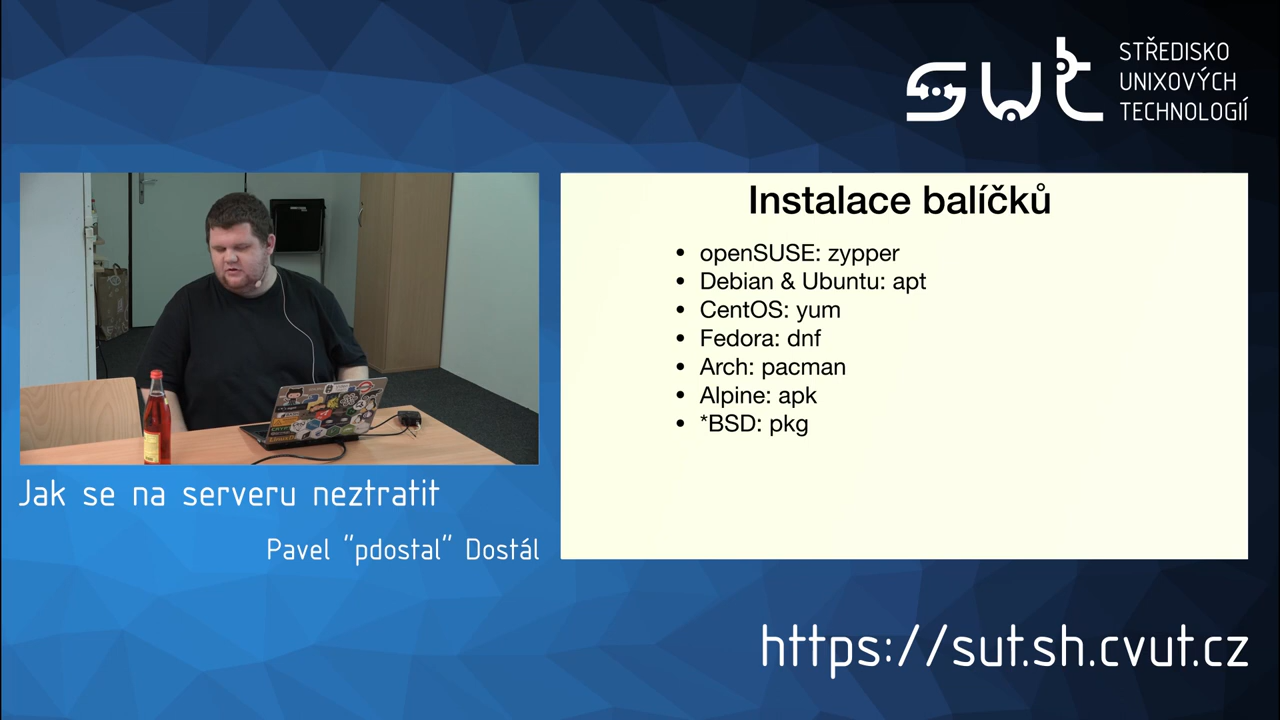 sut
STŘEDISKO
UNIXOVÝCH
TECHNOLOGIÍ
Instalace balíčků
• openSUSE: zypper
• Debian & Ubuntu: apt
• CentOS: yum
• Fedora: dnf
• Arch: pacman
• Alpine: apk
• *BSD: pkg
Jak se na serveru neztratit
Pavel “pdostal” Dostál
https://sut.sh.cvut.cz